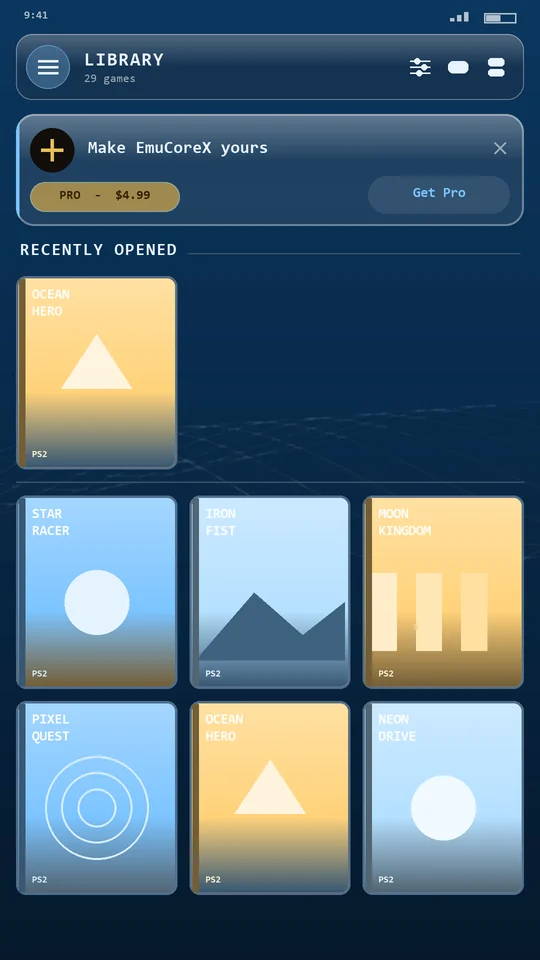 9:41
LIBRARY
29 games
Make EmuCoreX yours
PRO - $4.99
Get Pro
RECENTLY OPENED
OCEAN
HERO
PS2
STAR
RACER
PS2
IRON
FIST
PS2
MOON
KINGDOM
PS2
PIXEL
QUEST
PS2
OCEAN
HERO
PS2
NEON
DRIVE
PS2